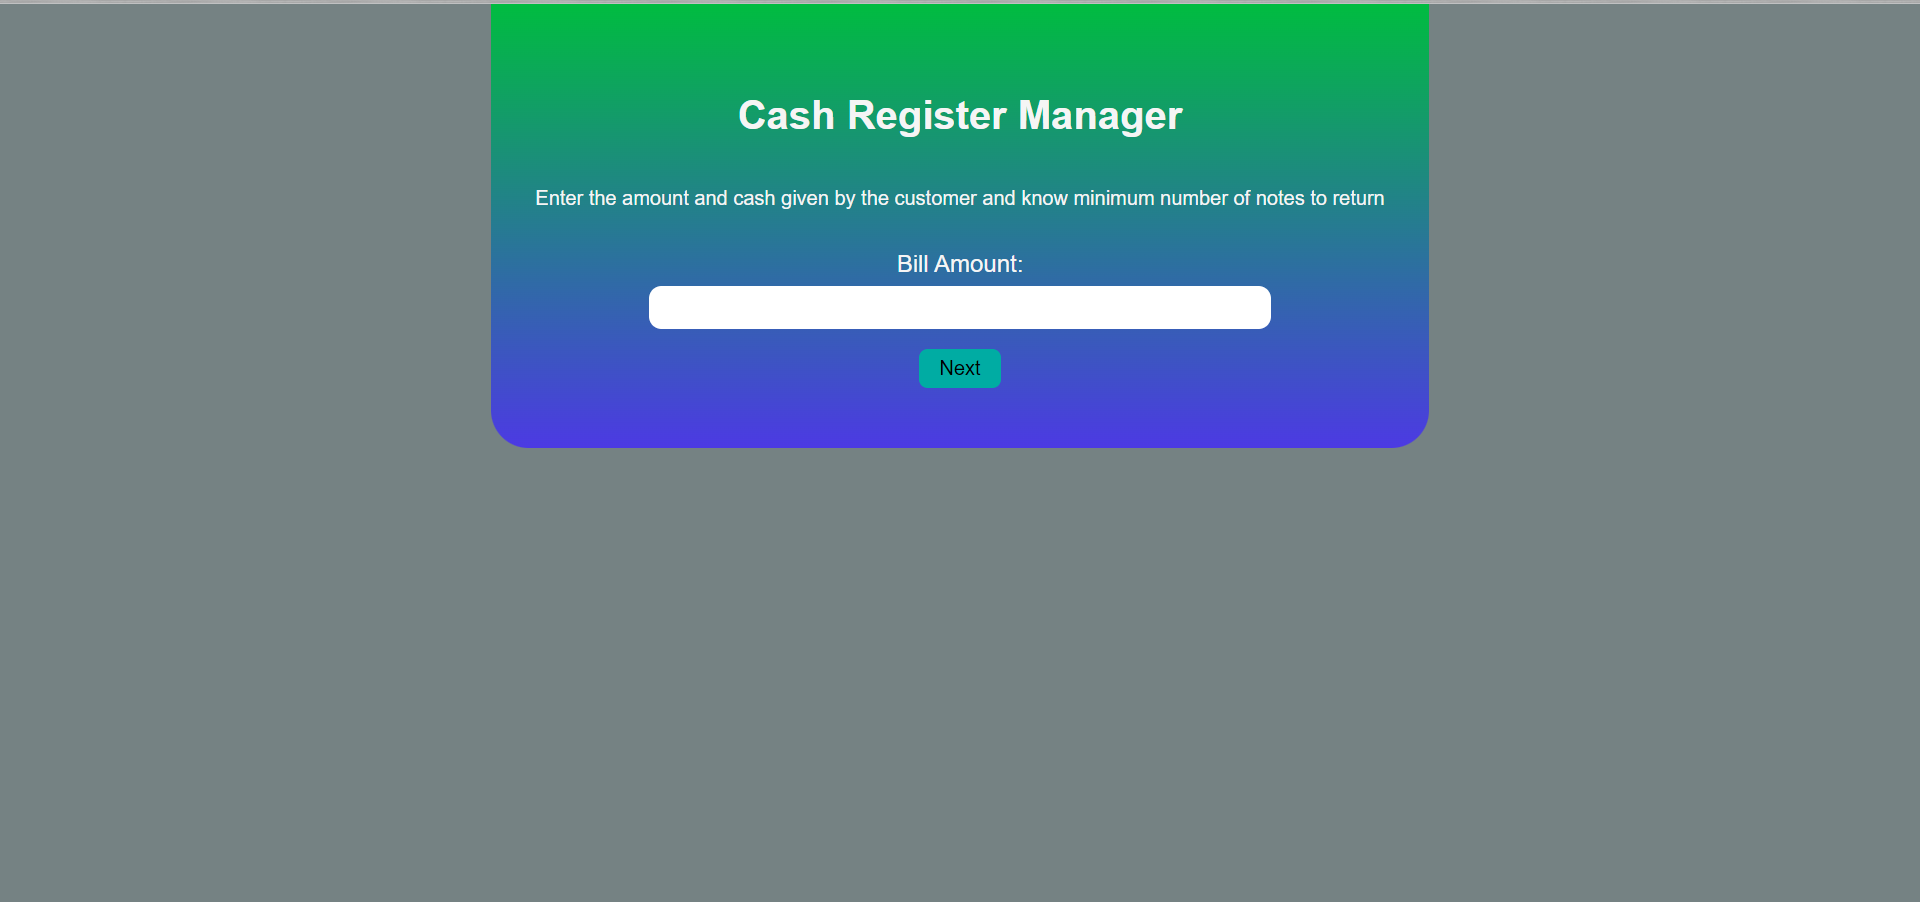 Cash Register Manager
Enter the amount and cash given by the customer and know minimum number of notes to return
Bill Amount:
Next